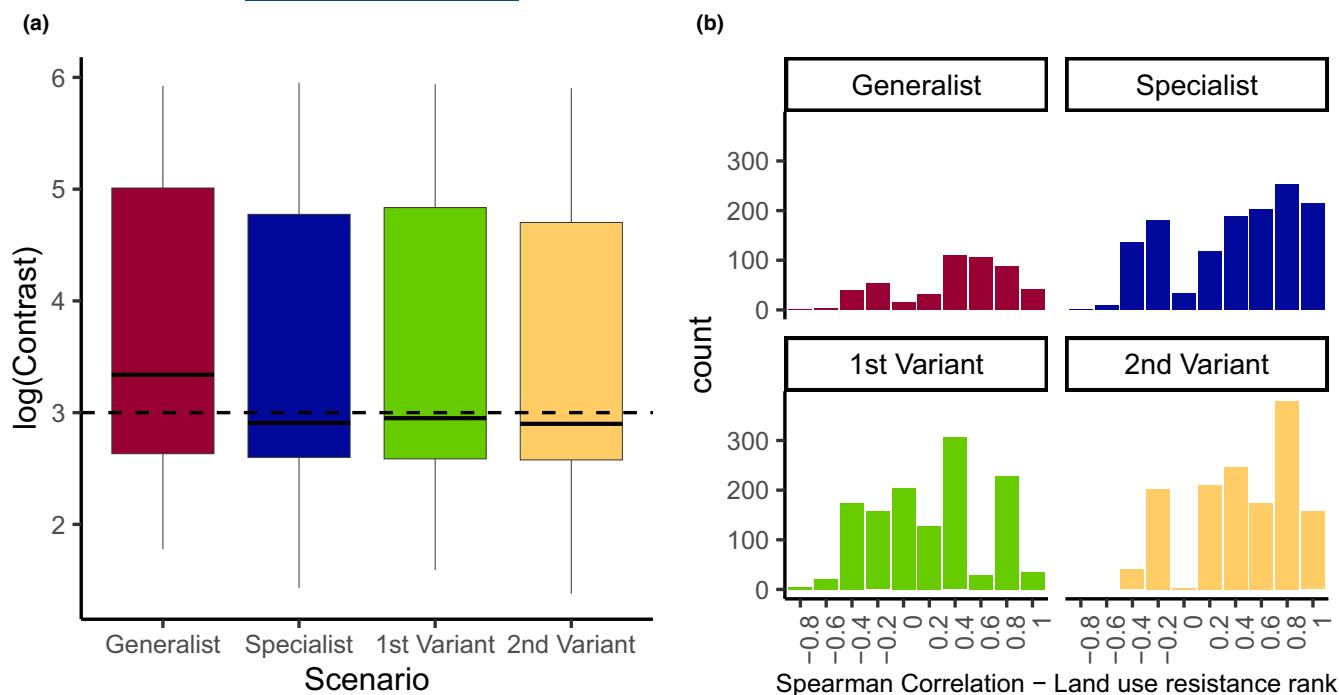 (a)
log(Contrast)
6
5
4
3
2
Generalist Specialist 1st Variant 2nd Variant
Scenario
(b)
count
Generalist Specialist
300
200
100
0
1st Variant 2nd Variant
300
200
100
0
−0.8 −0.6 −0.4 −0.2 0 0.2 0.4 0.6 0.8 1 −0.8 −0.6 −0.4 −0.2 0 0.2 0.4 0.6 0.8 1
Spearman Correlation − Land use resistance rank